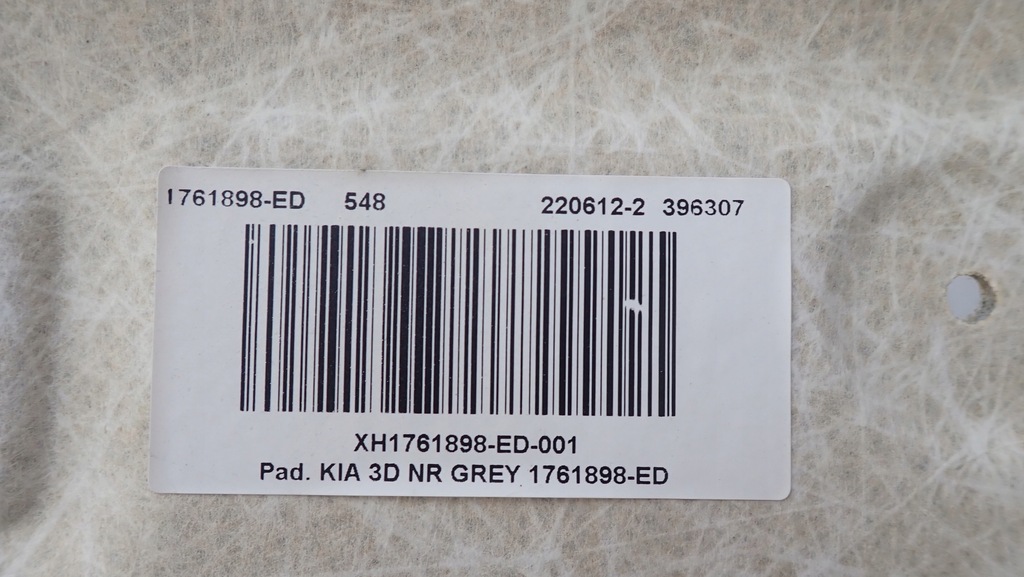 1761898-ED 548 220612-2 396307
XH1761898-ED-001
Pad. KIA 3D NR GREY 1761898-ED